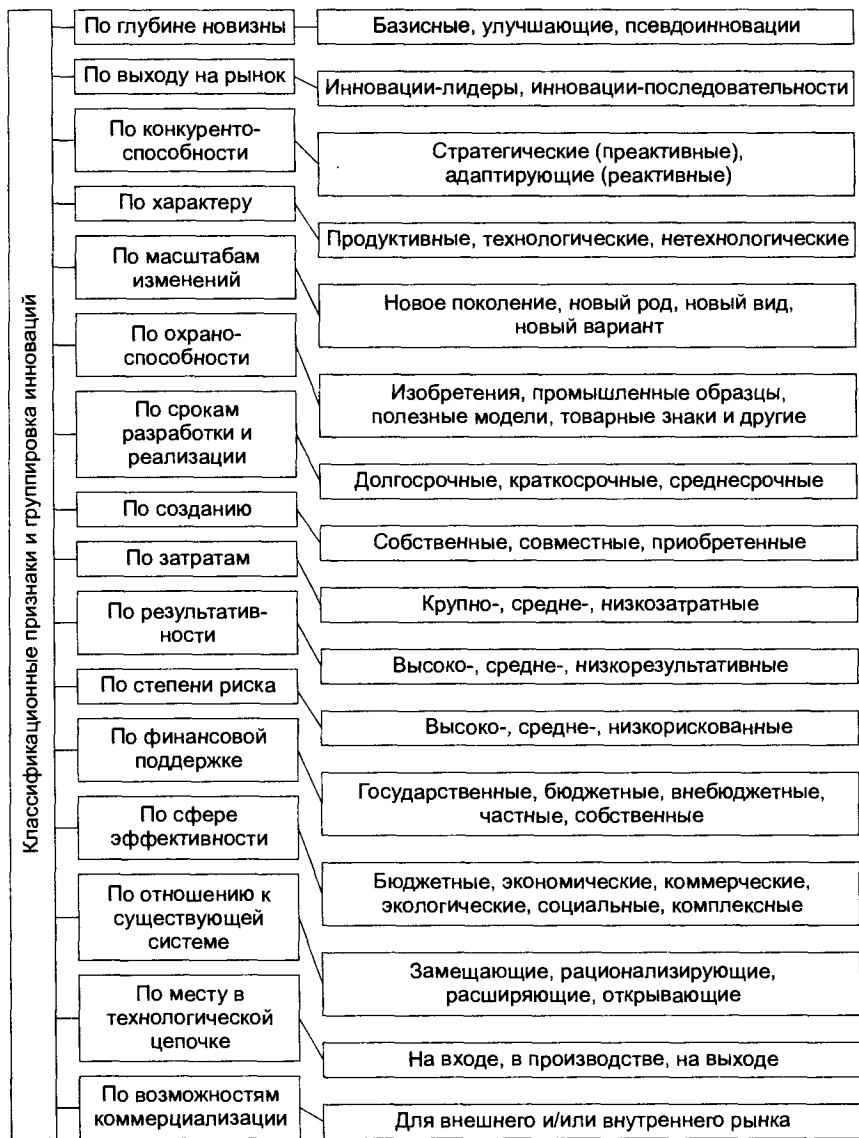 Классификационные признаки и группировка инноваций
По глубине новизны
Базисные, улучшающие, псевдоинновации
По выходу на рынок
Инновации-лидеры, инновации-последовательности
По конкуренто-
способности
Стратегические (преактивные),
адаптирующие (реактивные)
По характеру
Продуктивные, технологические, нетехнологические
По масштабам
изменений
Новое поколение, новый род, новый вид,
новый вариант
По охрано-
способности
Изобретения, промышленные образцы,
полезные модели, товарные знаки и другие
По срокам
разработки и
реализации
Долгосрочные, краткосрочные, среднесрочные
По созданию
Собственные, совместные, приобретенные
По затратам
Крупно-, средне-, низкозатратные
По результатив-
ности
Высоко-, средне-, низкорезультативные
По степени риска
Высоко-, средне-, низкорискованные
По финансовой
поддержке
Государственные, бюджетные, внебюджетные,
частные, собственные
По сфере
эффективности
Бюджетные, экономические, коммерческие,
экологические, социальные, комплексные
По отношению к
существующей
системе
Замещающие, рационализирующие,
расширяющие, открывающие
По месту в
технологической
цепочке
На входе, в производстве, на выходе
По возможностям
коммерциализации
Для внешнего и/или внутреннего рынка